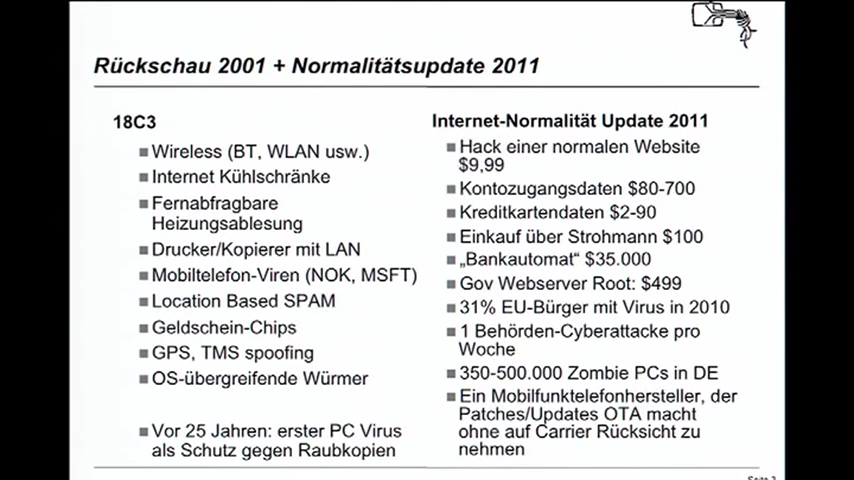 Rückschau 2001 + Normalitätsupdate 2011
18C3
Wireless (BT, WLAN usw.)
Internet Kühlschränke
Fernabfragbare
Heizungsablesung
Drucker/Kopierer mit LAN
Mobiltelefon-Viren (NOK, MSFT)
Location Based SPAM
Geldschein-Chips
GPS, TMS spoofing
OS-übergreifende Würmer
Vor 25 Jahren: erster PC Virus
als Schutz gegen Raubkopien
Internet-Normalität Update 2011
Hack einer normalen Website
$9,99
Kontozugangsdaten $80-700
Kreditkartendaten $2-90
Einkauf über Strohmann $100
„Bankautomat“ $35.000
Gov Webserver Root: $499
31% EU-Bürger mit Virus in 2010
1 Behörden-Cyberattacke pro
Woche
350-500.000 Zombie PCs in DE
Ein Mobilfunktelefonhersteller, der
Patches/Updates OTA macht
ohne auf Carrier Rücksicht zu
nehmen